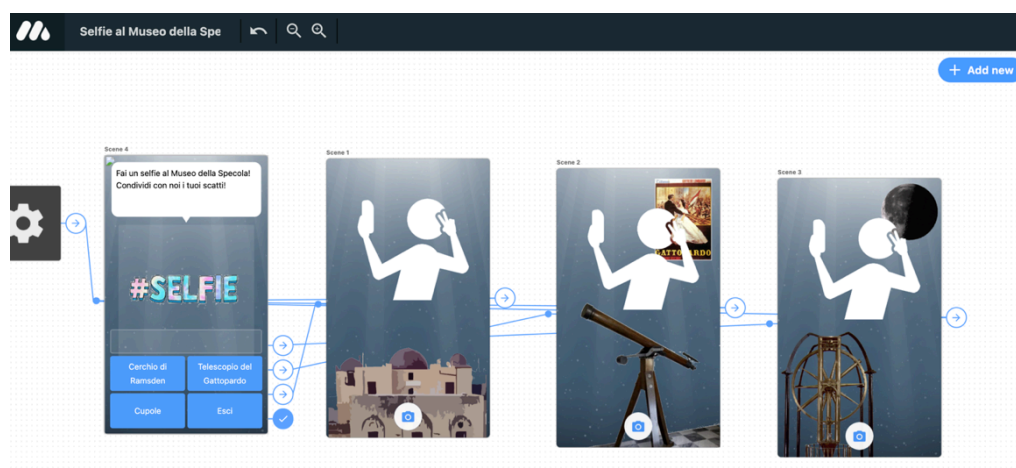 Selfie al Museo della Spe
+ Add new
Scene 4
Fai un selfie al Museo della Specola!
Condividi con noi i tuoi scatti!
#SELFIE
Cerchio di
Ramsden
Telescopio del
Gattopardo
Cupole
Esci
Scene 1
Scene 2
GATTOPARDO
Scene 3